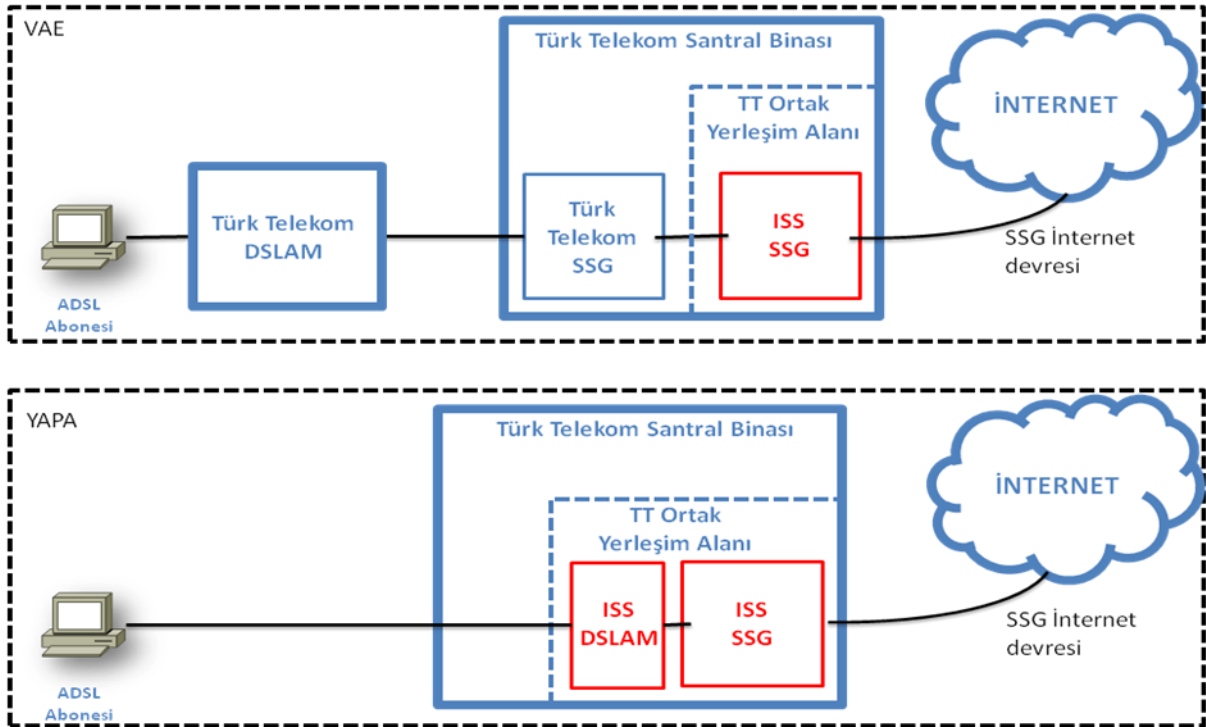 VAE
Türk Telekom Santral Binası
TT Ortak
Yerleşim Alanı
İNTERNET
Türk Telekom
DSLAM
Türk
Telekom
SSG
ISS
SSG
SSG İnternet
devresi
ADSL
Abonesi
YAPA
Türk Telekom Santral Binası
TT Ortak
Yerleşim Alanı
İNTERNET
ISS
DSLAM
ISS
SSG
SSG İnternet
devresi
ADSL
Abonesi